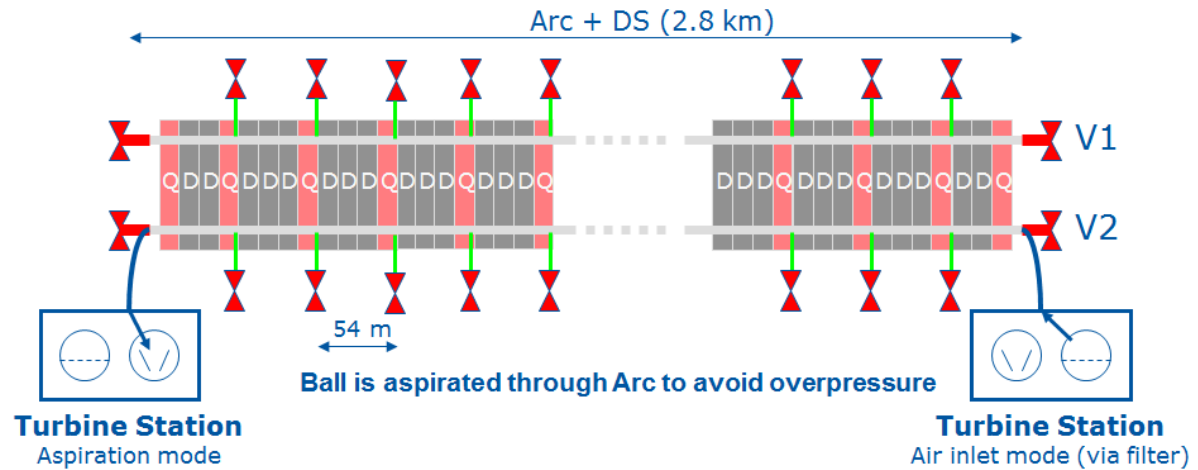 Arc + DS (2.8 km)
V1
QDDQDDDQDDDQDDDQDDDQ DDDQDDDQDDDQDDQ
V2
54 m
Ball is aspirated through Arc to avoid overpressure
Turbine Station
Aspiration mode
Turbine Station
Air inlet mode (via filter)